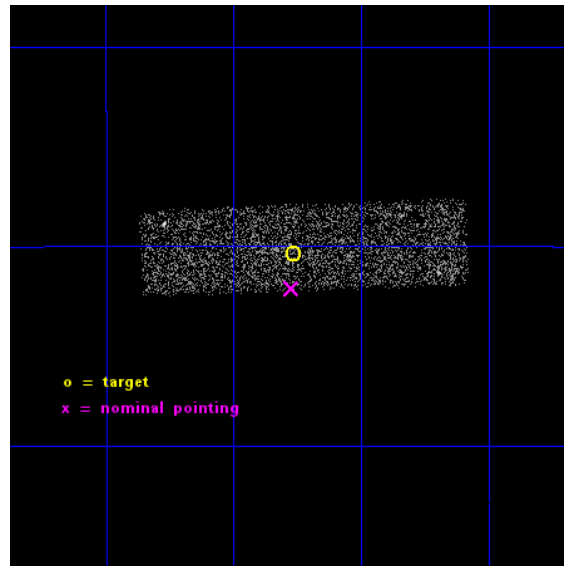 o = target
x = nominal pointing